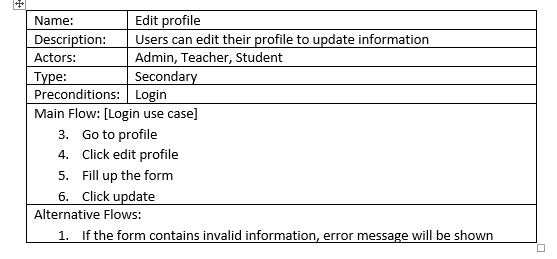 Name: Edit profile
Description: Users can edit their profile to update information
Actors: Admin, Teacher, Student
Type: Secondary
Preconditions: Login
Main Flow: [Login use case]
3. Go to profile
4. Click edit profile
5. Fill up the form
6. Click update
Alternative Flows:
1. If the form contains invalid information, error message will be shown